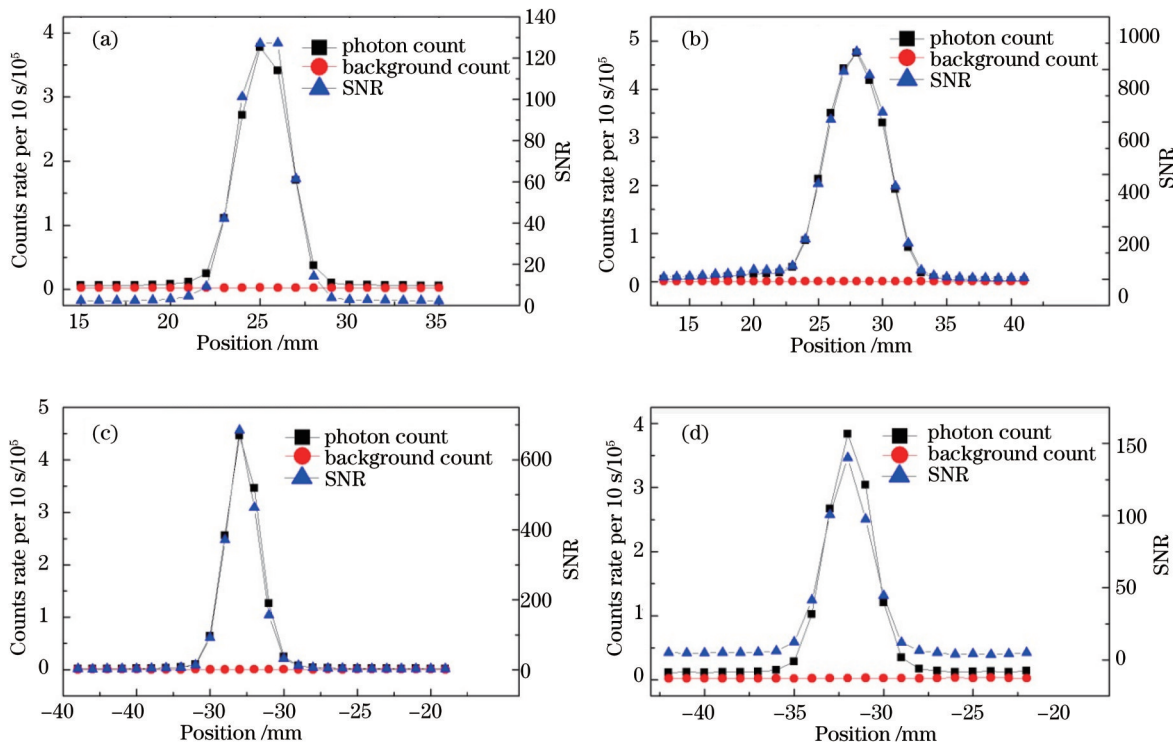 (a)
photon count
background count
SNR
Counts rate per 10 s/10⁵
4
3
2
1
0
140
120
100
80
60
40
20
0
SNR
15 20 25 30 35
Position /mm
(b)
photon count
background count
SNR
Counts rate per 10 s/10⁵
5
4
3
2
1
0
1000
800
600
400
200
0
SNR
15 20 25 30 35 40
Position /mm
(c)
photon count
background count
SNR
Counts rate per 10 s/10⁵
5
4
3
2
1
0
600
400
200
0
SNR
−40 −40 −30 −30 −20 −20
Position /mm
(d)
photon count
background count
SNR
Counts rate per 10 s/10⁵
4
3
2
1
0
150
100
50
0
SNR
−40 −35 −30 −25 −20
Position /mm